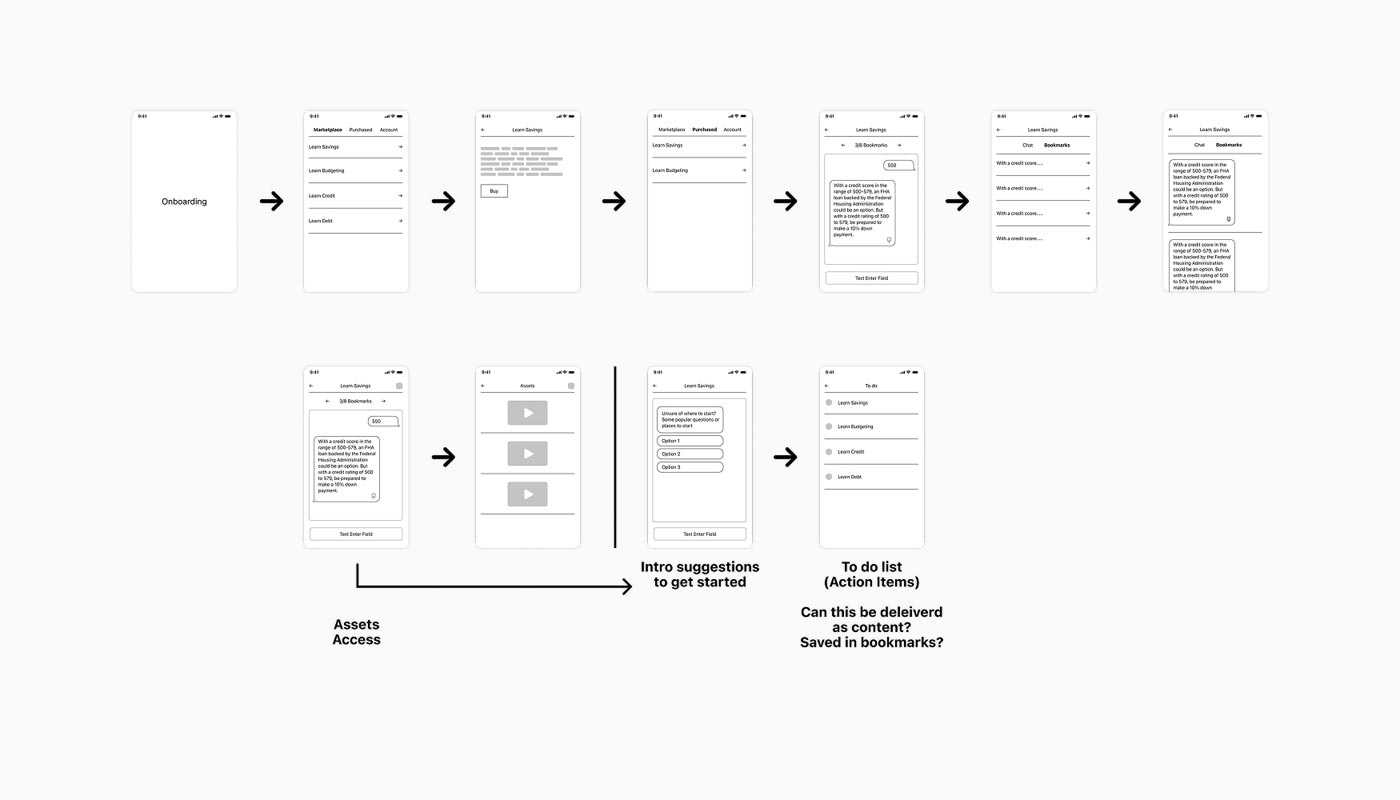 9:41
Onboarding
9:41
Marketplace Purchased Account
Learn Savings
Learn Budgeting
Learn Credit
Learn Debt
9:41
Learn Savings
Buy
9:41
Marketplace Purchased Account
Learn Savings
Learn Budgeting
9:41
Learn Savings
3/8 Bookmarks
550
With a credit score in the
range of 500-579, an FHA
loan backed by the Federal
Housing Administration
could be an option. But
with a credit rating of 500
to 579, be prepared to
make a 10% down
payment.
Text Enter Field
9:41
Learn Savings
Chat Bookmarks
With a credit score....
With a credit score....
With a credit score....
With a credit score....
9:41
Learn Savings
Chat Bookmarks
With a credit score in the
range of 500-579, an FHA
loan backed by the Federal
Housing Administration
could be an option. But
with a credit rating of 500
to 579, be prepared to
make a 10% down
payment.
With a credit score in the
range of 500-579, an FHA
loan backed by the Federal
Housing Administration
could be an option. But
with a credit rating of 500
to 579, be prepared to
make a 10% down
9:41
Learn Savings
3/8 Bookmarks
550
With a credit score in the
range of 500-579, an FHA
loan backed by the Federal
Housing Administration
could be an option. But
with a credit rating of 500
to 579, be prepared to
make a 10% down
payment.
Text Enter Field
Assets
Access
9:41
Assets
9:41
Learn Savings
Unsure of where to start?
Some popular questions or
places to start
Option 1
Option 2
Option 3
Text Enter Field
Intro suggestions
to get started
9:41
To do
Learn Savings
Learn Budgeting
Learn Credit
Learn Debt
To do list
(Action Items)
Can this be deleiverd
as content?
Saved in bookmarks?